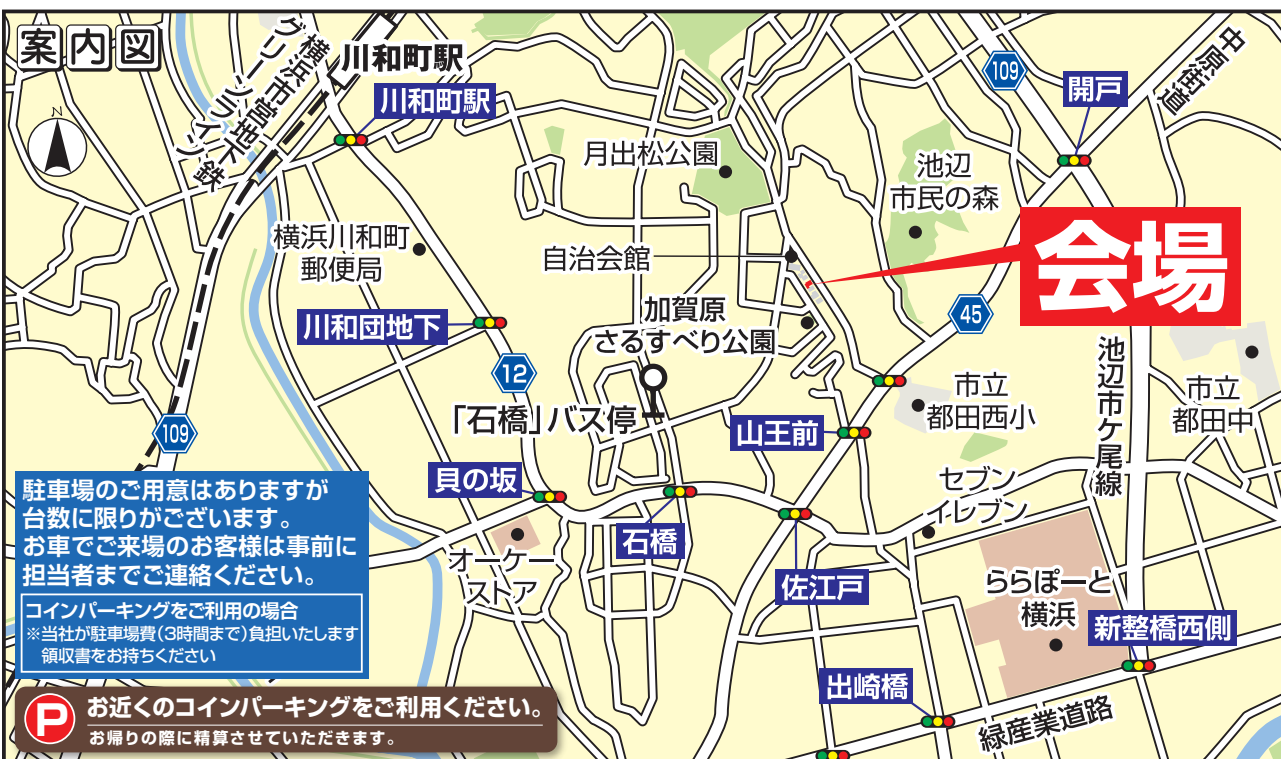 案内図
N
横浜市営地下鉄
グリーンライン
川和町駅
川和町駅
109
中原街道
開戸
月出松公園
池辺
市民の森
横浜川和町
郵便局
自治会館
会場
川和団地下
加賀原
さるすべり公園
45
12
池辺市ケ尾線
市立
都田西小
市立
都田中
「石橋」バス停
山王前
109
貝の坂
セブン
イレブン
石橋
オーケー
ストア
佐江戸
ららぽーと
横浜
新整橋西側
出崎橋
緑産業道路
駐車場のご用意はありますが
台数に限りがございます。
お車でご来場のお客様は事前に
担当者までご連絡ください。
コインパーキングをご利用の場合
※当社が駐車場費(3時間まで)負担いたします
領収書をお持ちください
P
お近くのコインパーキングをご利用ください。
お帰りの際に精算させていただきます。